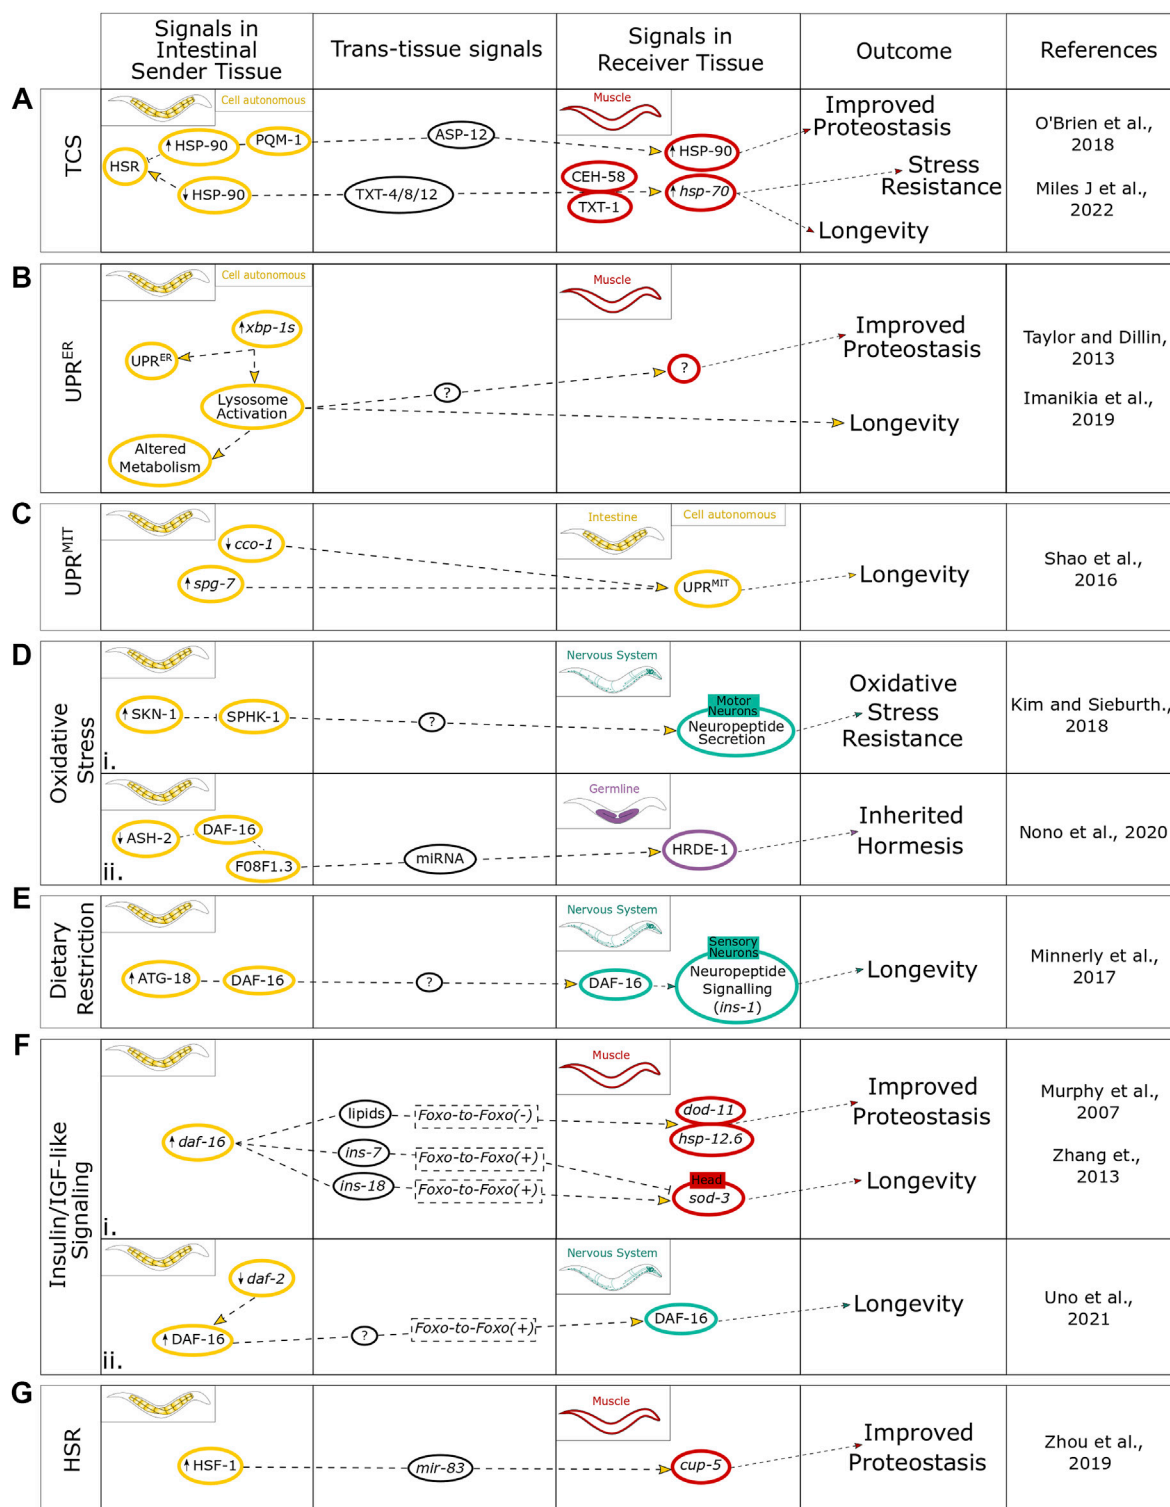 Signals in
Intestinal
Sender Tissue
Trans-tissue signals
Signals in
Receiver Tissue
Outcome
References
A
TCS
Cell autonomous
HSR
↑HSP-90
PQM-1
↓HSP-90
ASP-12
TXT-4/8/12
Muscle
CEH-58
TXT-1
↑HSP-90
↑hsp-70
Improved
Proteostasis
Stress
Resistance
Longevity
O'Brien et al.,
2018
Miles J et al.,
2022
B
UPRER
Cell autonomous
↑xbp-1s
UPRER
Lysosome
Activation
Altered
Metabolism
?
Muscle
?
Improved
Proteostasis
Longevity
Taylor and Dillin,
2013
Imanikia et al.,
2019
C
UPRMIT
↓cco-1
↑spg-7
Intestine
Cell autonomous
UPRMIT
Longevity
Shao et al.,
2016
D
Oxidative
Stress
i.
↑SKN-1
SPHK-1
?
Nervous System
Motor
Neurons
Neuropeptide
Secretion
Oxidative
Stress
Resistance
Kim and Sieburth.,
2018
ii.
↓ASH-2
DAF-16
F08F1.3
miRNA
Germline
HRDE-1
Inherited
Hormesis
Nono et al., 2020
E
Dietary
Restriction
↑ATG-18
DAF-16
?
Nervous System
DAF-16
Sensory
Neurons
Neuropeptide
Signalling
(ins-1)
Longevity
Minnerly et al.,
2017
F
Insulin/IGF-like
Signaling
i.
↑daf-16
lipids
ins-7
ins-18
Foxo-to-Foxo(-)
Foxo-to-Foxo(+)
Foxo-to-Foxo(+)
Muscle
dod-11
hsp-12.6
Head
sod-3
Improved
Proteostasis
Longevity
Murphy et al.,
2007
Zhang et.,
2013
ii.
↓daf-2
↑DAF-16
?
Foxo-to-Foxo(+)
Nervous System
DAF-16
Longevity
Uno et al.,
2021
G
HSR
↑HSF-1
mir-83
Muscle
cup-5
Improved
Proteostasis
Zhou et al.,
2019